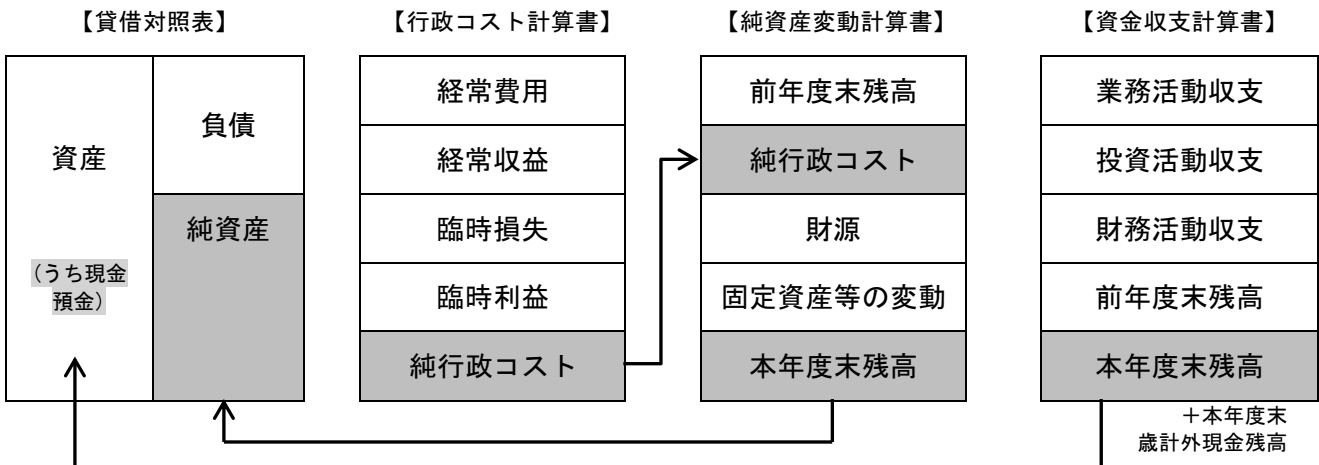 【貸借対照表】
資産
(うち現金
預金)
負債
純資産
【行政コスト計算書】
経常費用
経常収益
臨時損失
臨時利益
純行政コスト
【純資産変動計算書】
前年度末残高
純行政コスト
財源
固定資産等の変動
本年度末残高
【資金収支計算書】
業務活動収支
投資活動収支
財務活動収支
前年度末残高
本年度末残高
＋本年度末
歳計外現金残高